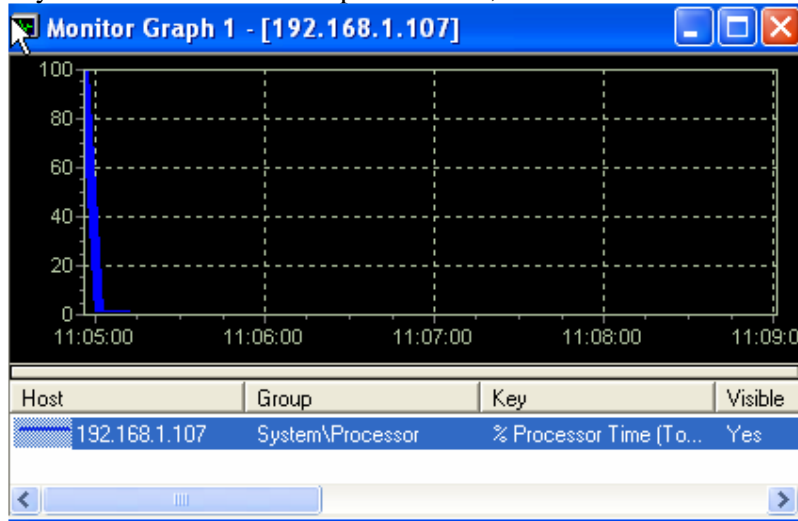 Monitor Graph 1 - [192.168.1.107]
100
80
60
40
20
0
11:05:00 11:06:00 11:07:00 11:08:00 11:09:0
Host Group Key Visible
192.168.1.107 System\Processor % Processor Time (To... Yes